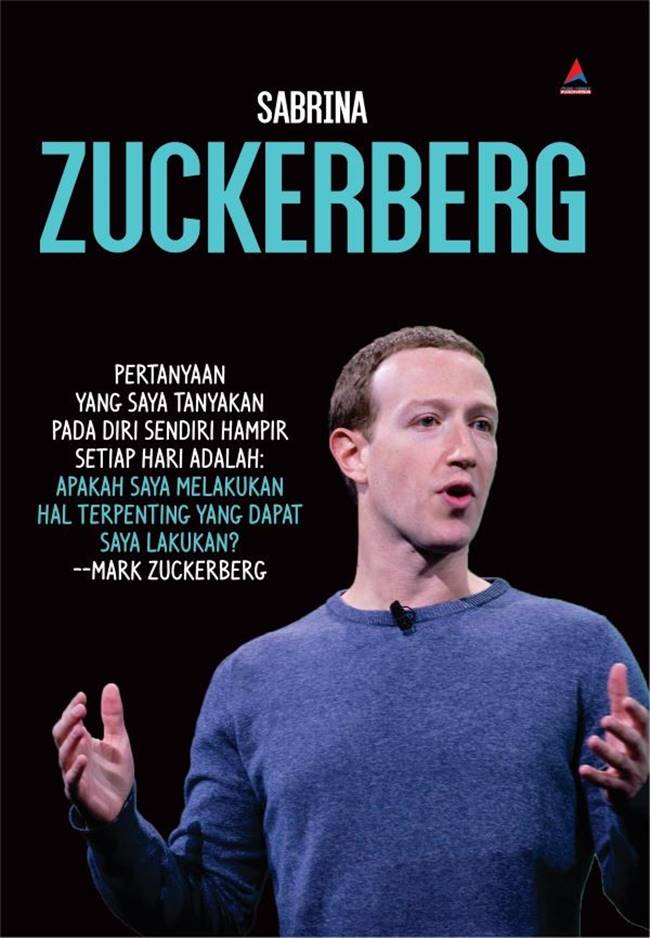 SABRINA
ZUCKERBERG
PERTANYAAN
YANG SAYA TANYAKAN
PADA DIRI SENDIRI HAMPIR
SETIAP HARI ADALAH:
APAKAH SAYA MELAKUKAN
HAL TERPENTING YANG DAPAT
SAYA LAKUKAN?
--MARK ZUCKERBERG